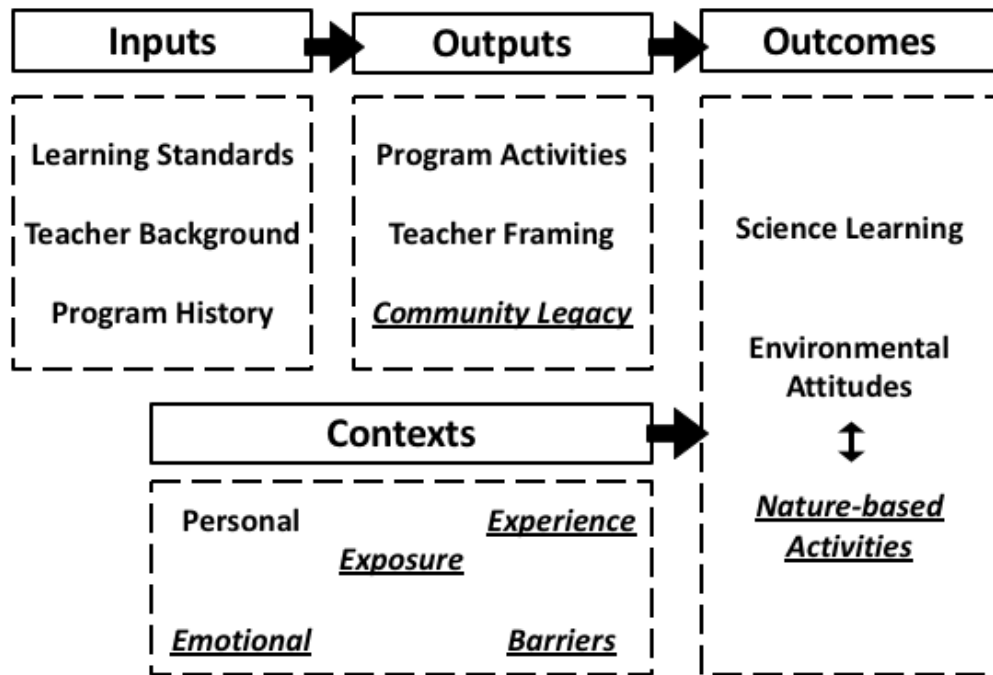 Inputs
Outputs
Outcomes
Learning Standards
Teacher Background
Program History
Program Activities
Teacher Framing
Community Legacy
Science Learning
Environmental
Attitudes
Nature-based
Activities
Contexts
Personal
Experience
Exposure
Emotional
Barriers